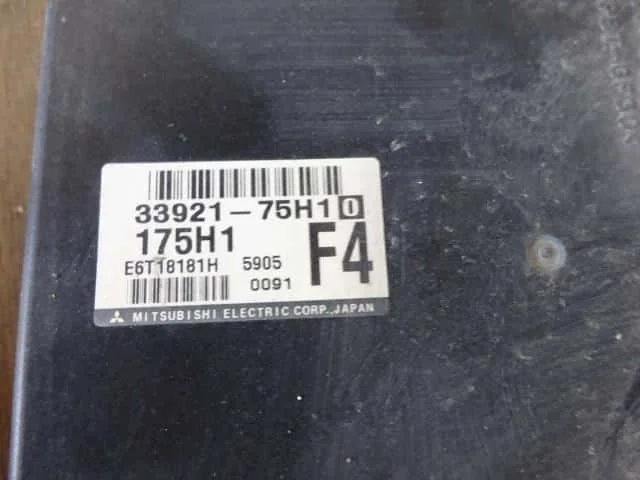 33921-75H10
175H1
F4
E6T18181H 5905
0091
MITSUBISHI ELECTRIC CORP., JAPAN